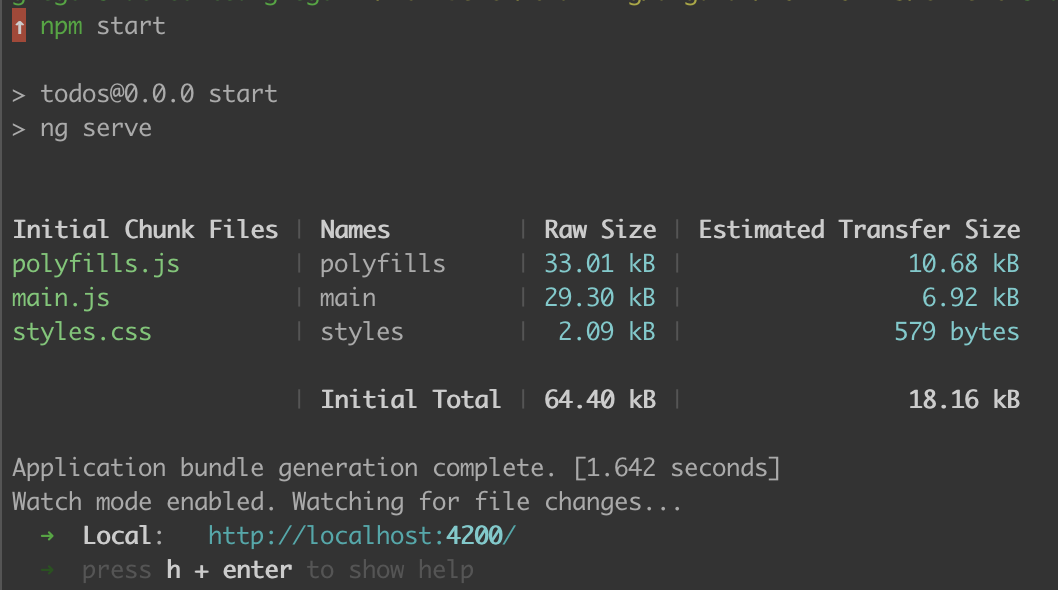 ↑ npm start
> todos@0.0.0 start
> ng serve
Initial Chunk Files | Names | Raw Size | Estimated Transfer Size
polyfills.js | polyfills | 33.01 kB | 10.68 kB
main.js | main | 29.30 kB | 6.92 kB
styles.css | styles | 2.09 kB | 579 bytes
| Initial Total | 64.40 kB | 18.16 kB
Application bundle generation complete. [1.642 seconds]
Watch mode enabled. Watching for file changes...
➜ Local: http://localhost:4200/
➜ press h + enter to show help